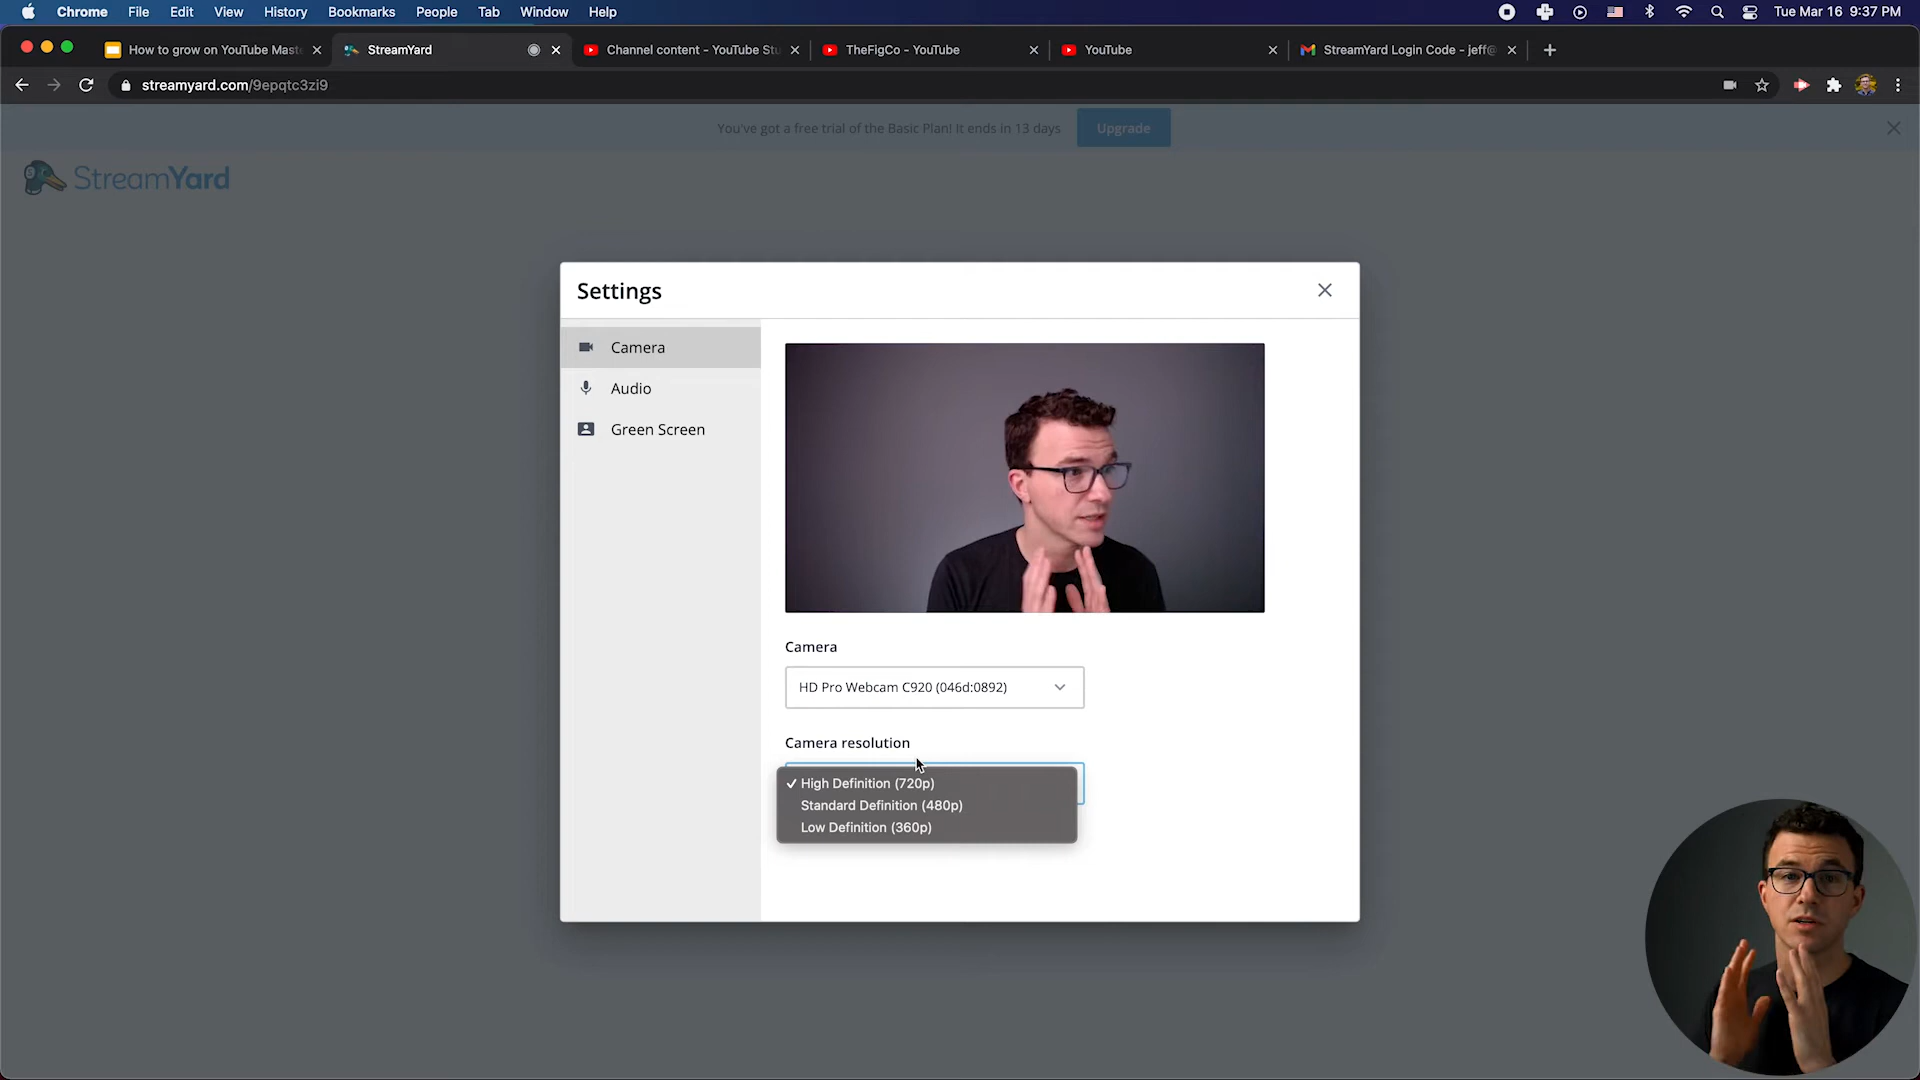 Chrome File Edit View History Bookmarks People Tab Window Help Tue Mar 16 9:37 PM
How to grow on YouTube Mast StreamYard Channel content - YouTube Stu TheFigCo - YouTube YouTube StreamYard Login Code - jeff@
streamyard.com/9epqtc3zi9
You've got a free trial of the Basic Plan! It ends in 13 days Upgrade
StreamYard
Settings
Camera
Audio
Green Screen
Camera
HD Pro Webcam C920 (046d:0892)
Camera resolution
✓ High Definition (720p)
Standard Definition (480p)
Low Definition (360p)